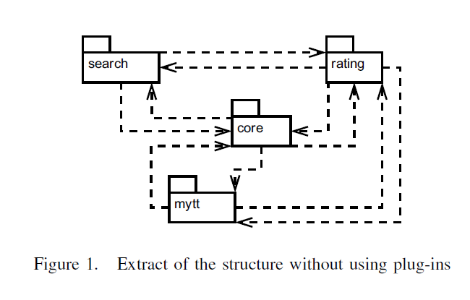 search
rating
core
mytt
Figure 1. Extract of the structure without using plug-ins